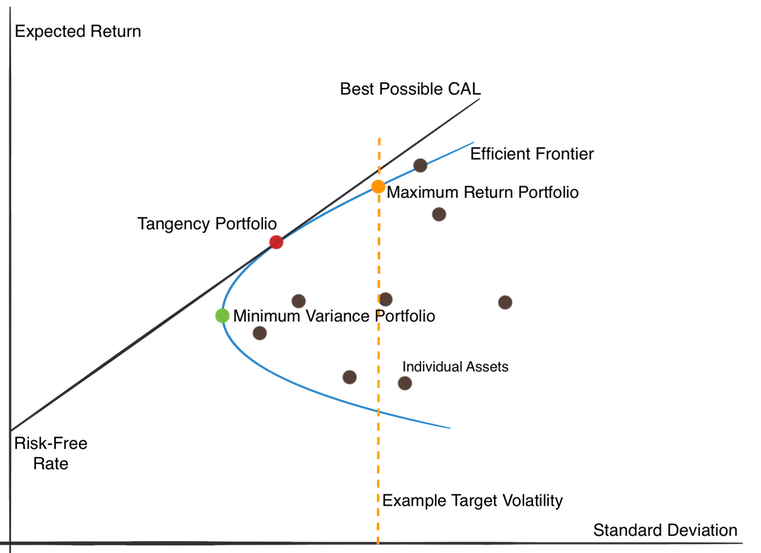 Expected Return
Best Possible CAL
Efficient Frontier
Maximum Return Portfolio
Tangency Portfolio
Minimum Variance Portfolio
Individual Assets
Risk-Free
Rate
Example Target Volatility
Standard Deviation